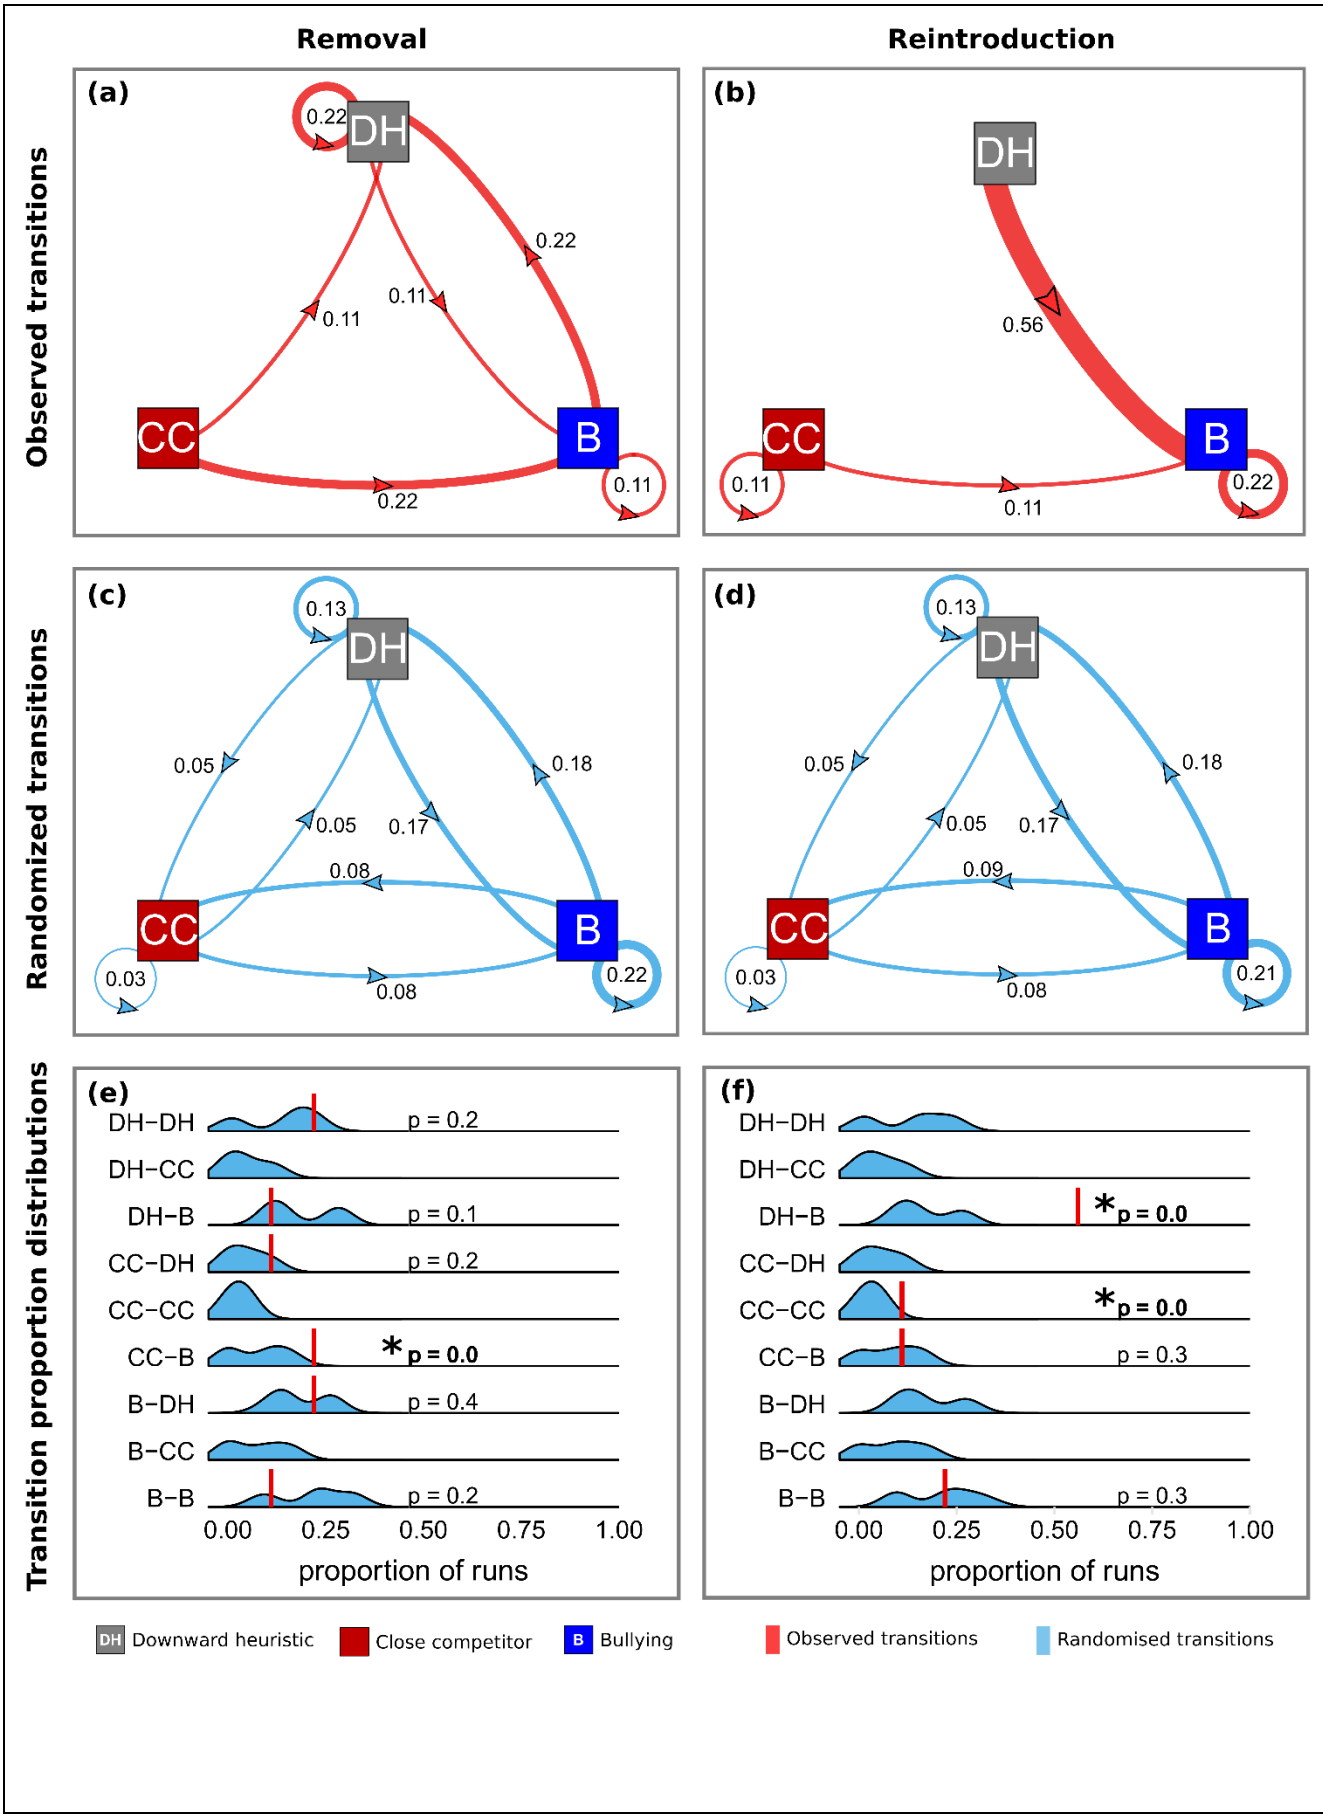 Removal
Reintroduction
Observed transitions
(a)
0.22
DH
0.22
0.11
0.11
CC
B
0.22
0.11
(b)
DH
0.56
CC
B
0.11
0.11
0.22
Randomized transitions
(c)
0.13
DH
0.05
0.18
0.05
0.17
0.08
CC
B
0.03
0.08
0.22
(d)
0.13
DH
0.05
0.18
0.05
0.17
0.09
CC
B
0.03
0.08
0.21
Transition proportion distributions
(e)
DH−DH p = 0.2
DH−CC
DH−B p = 0.1
CC−DH p = 0.2
CC−CC
CC−B * p = 0.0
B−DH p = 0.4
B−CC
B−B p = 0.2
0.00 0.25 0.50 0.75 1.00
proportion of runs
(f)
DH−DH
DH−CC
DH−B * p = 0.0
CC−DH
CC−CC * p = 0.0
CC−B p = 0.3
B−DH
B−CC
B−B p = 0.3
0.00 0.25 0.50 0.75 1.00
proportion of runs
DH Downward heuristic Close competitor B Bullying Observed transitions Randomised transitions